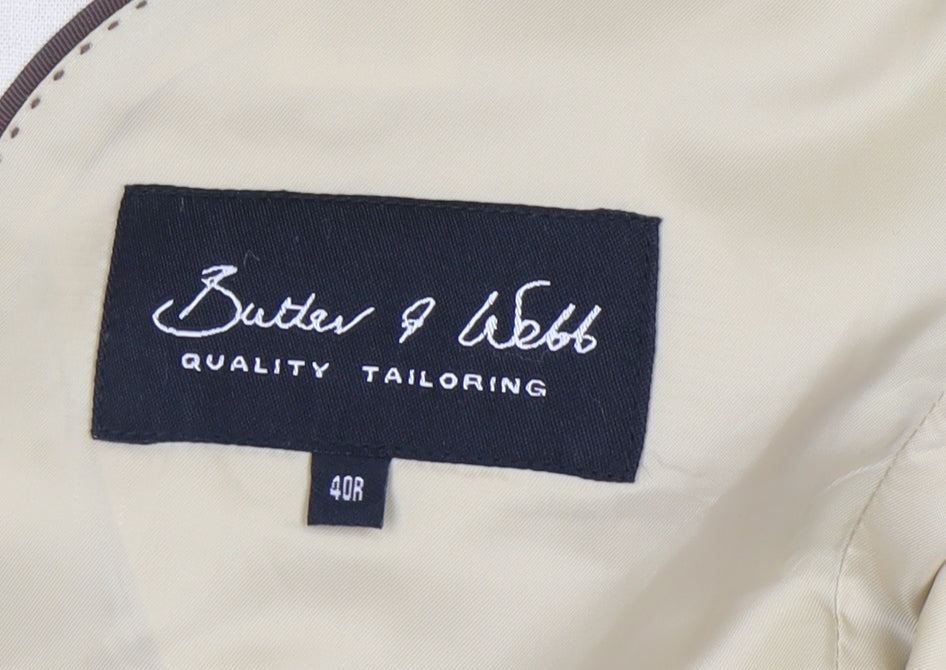 Butler & Webb
QUALITY TAILORING
40R